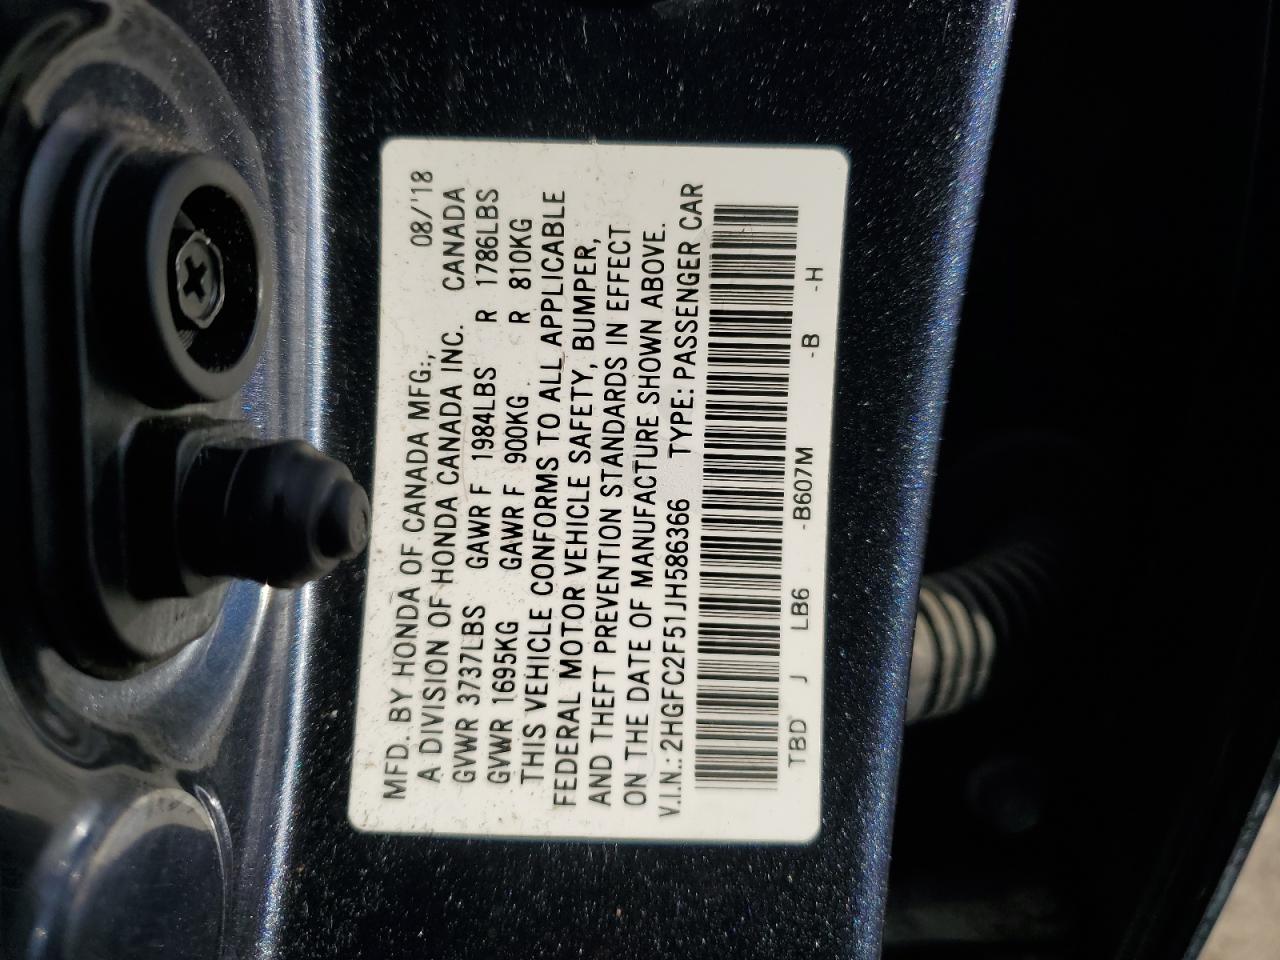 MFD. BY HONDA OF CANADA MFG., 08/'18
A DIVISION OF HONDA CANADA INC. CANADA
GVWR 3737LBS GAWR F 1984LBS R 1786LBS
GVWR 1695KG GAWR F 900KG R 810KG
THIS VEHICLE CONFORMS TO ALL APPLICABLE
FEDERAL MOTOR VEHICLE SAFETY, BUMPER,
AND THEFT PREVENTION STANDARDS IN EFFECT
ON THE DATE OF MANUFACTURE SHOWN ABOVE.
V.I.N.: 2HGFC2F51JH586366 TYPE: PASSENGER CAR
TBD J LB6 -B607M -B -H